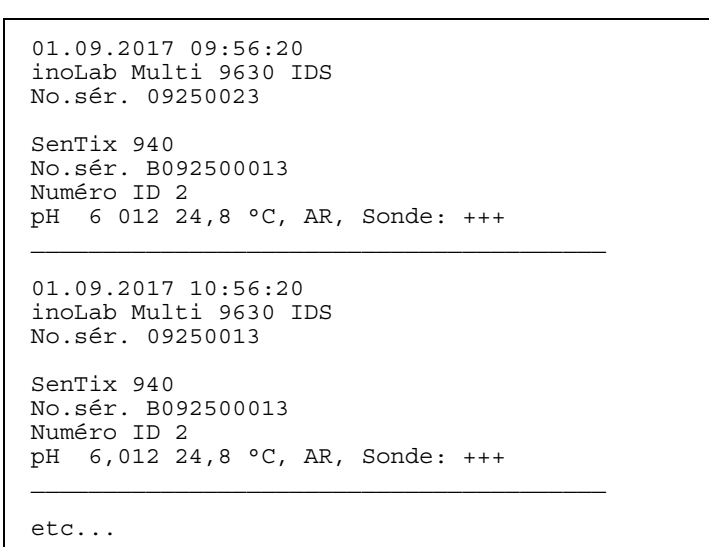 01.09.2017 09:56:20
inoLab Multi 9630 IDS
No.sér. 09250023
SenTix 940
No.sér. B092500013
Numéro ID 2
pH  6 012 24,8 °C, AR, Sonde: +++
________________________________________
01.09.2017 10:56:20
inoLab Multi 9630 IDS
No.sér. 09250013
SenTix 940
No.sér. B092500013
Numéro ID 2
pH  6,012 24,8 °C, AR, Sonde: +++
________________________________________
etc...